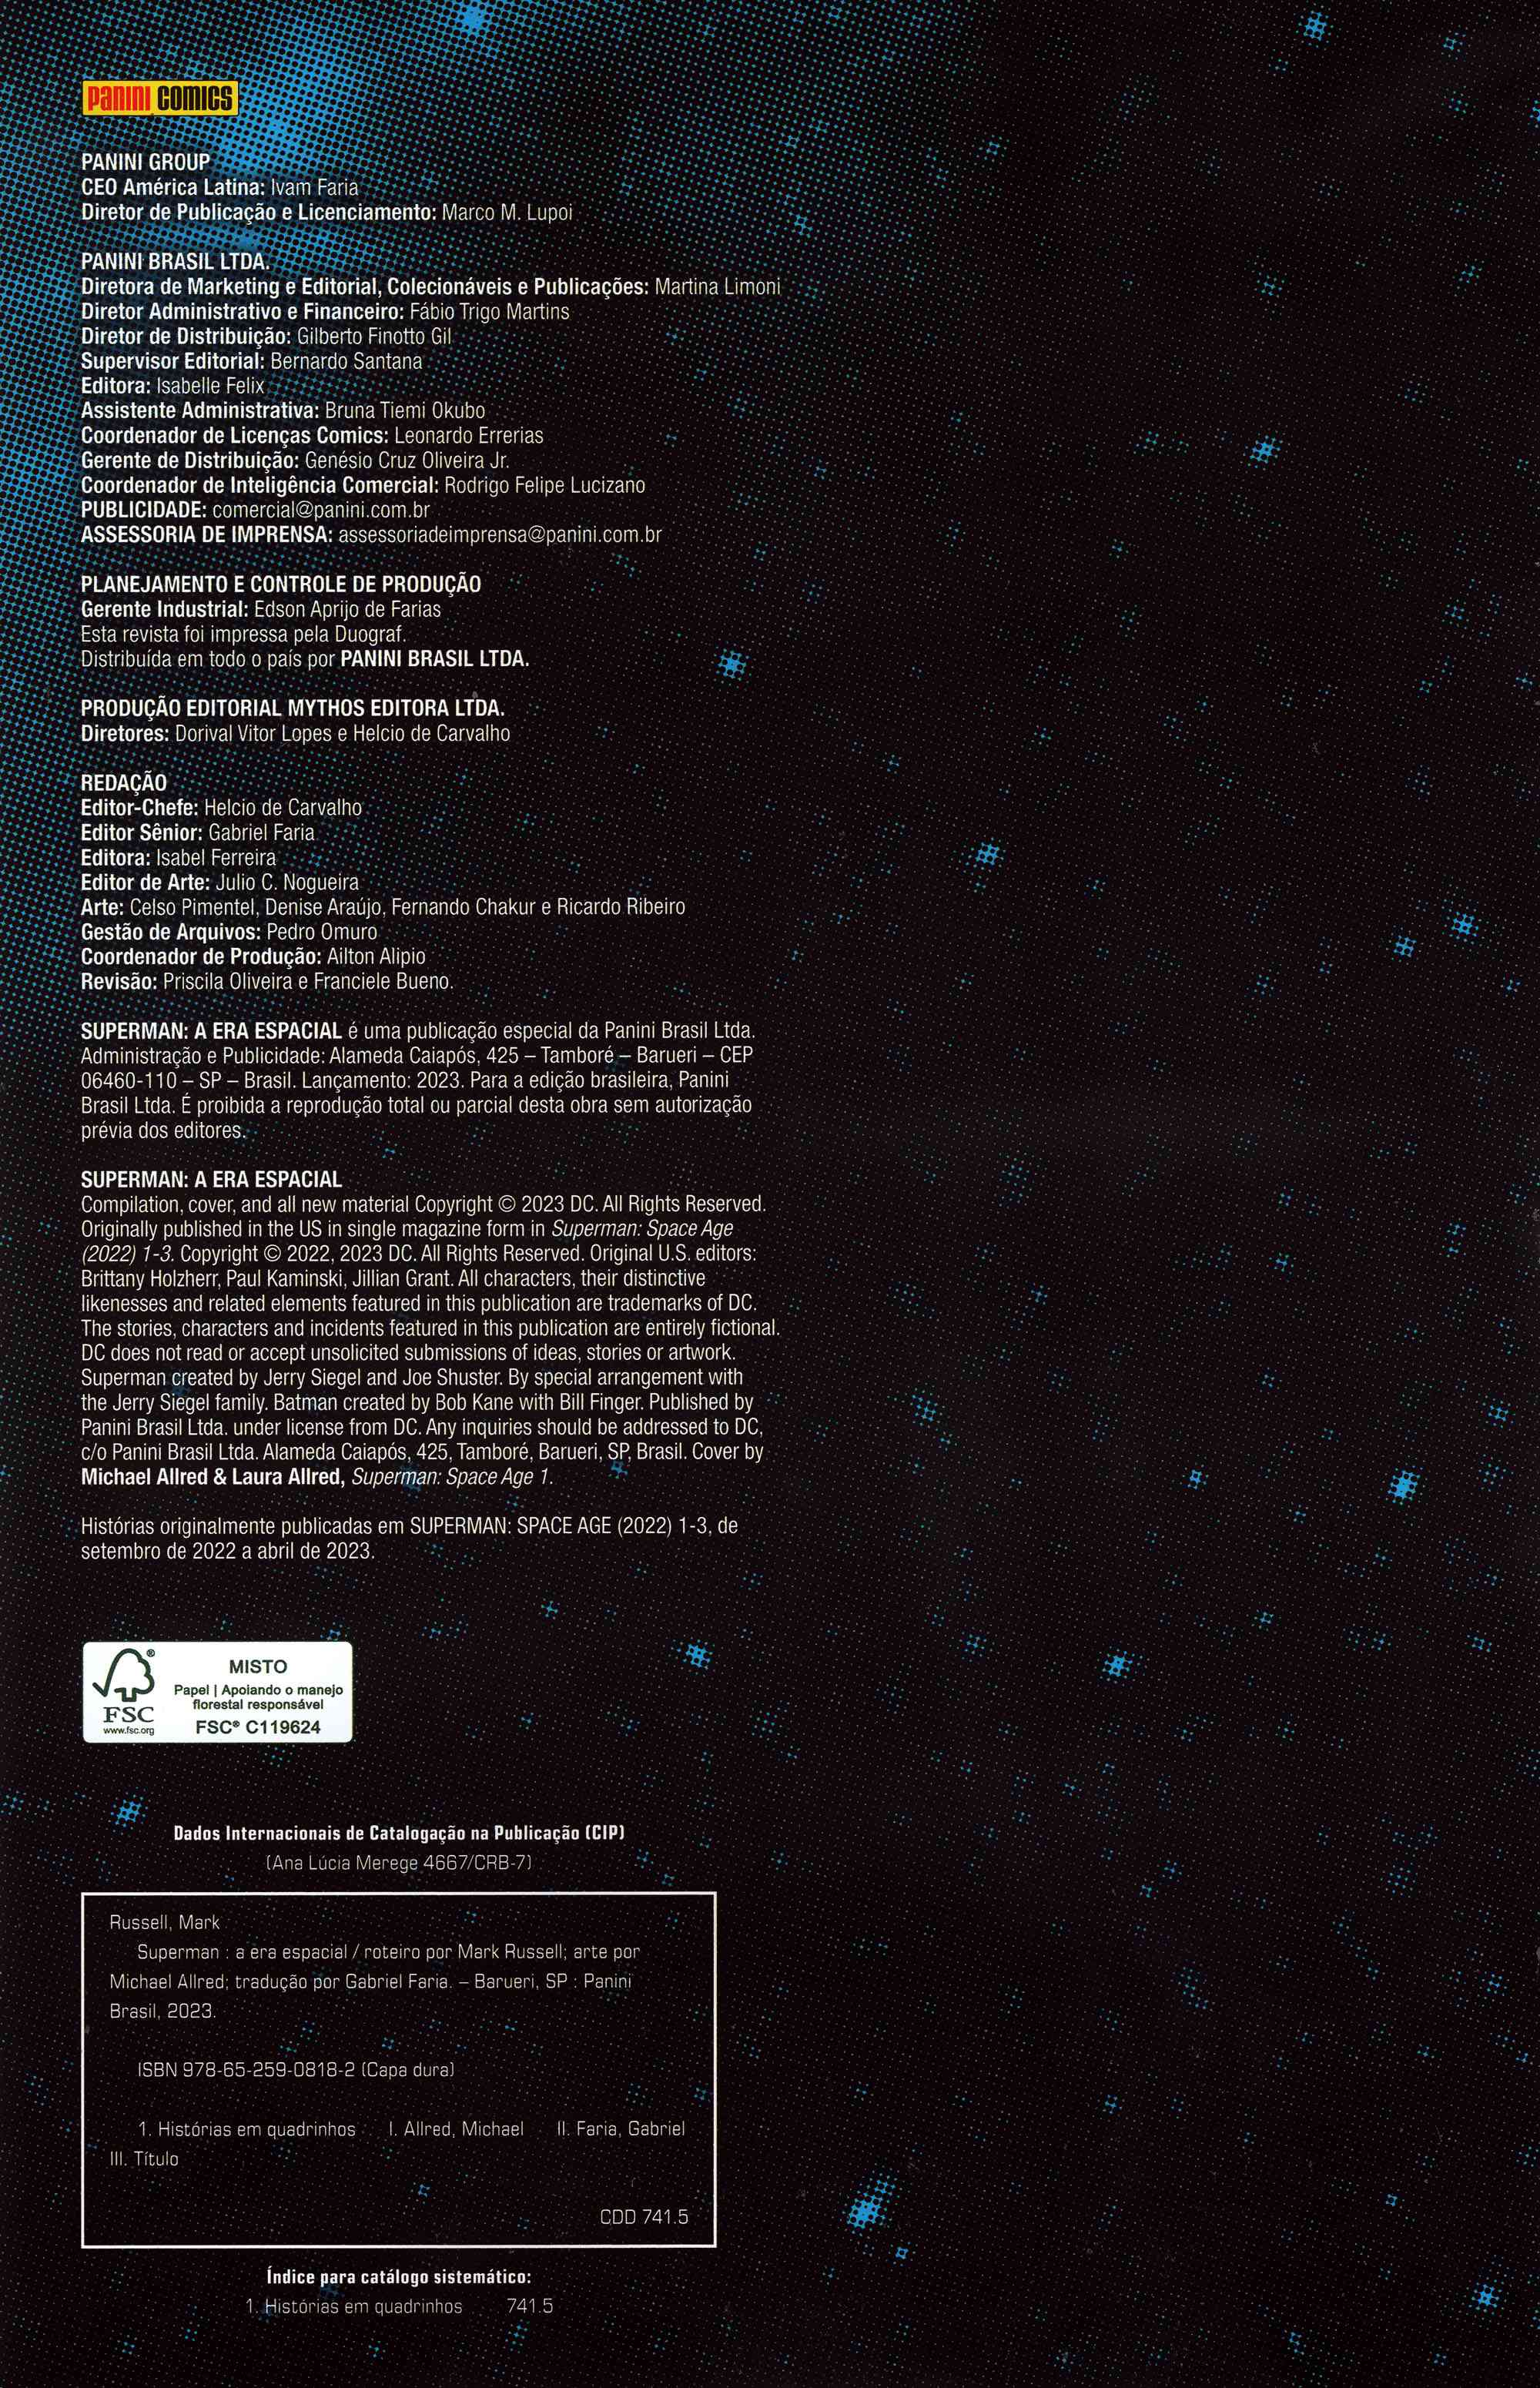 PANINI COMICS
PANINI GROUP
CEO América Latina: Ivam Faria
Diretor de Publicação e Licenciamento: Marco M. Lupoi
PANINI BRASIL LTDA.
Diretora de Marketing e Editorial, Colecionáveis e Publicações: Martina Limoni
Diretor Administrativo e Financeiro: Fábio Trigo Martins
Diretor de Distribuição: Gilberto Finotto Gil
Supervisor Editorial: Bernardo Santana
Editora: Isabelle Felix
Assistente Administrativa: Bruna Tiemi Okubo
Coordenador de Licenças Comics: Leonardo Errerias
Gerente de Distribuição: Genésio Cruz Oliveira Jr.
Coordenador de Inteligência Comercial: Rodrigo Felipe Lucizano
PUBLICIDADE: comercial@panini.com.br
ASSESSORIA DE IMPRENSA: assessoriadeimprensa@panini.com.br
PLANEJAMENTO E CONTROLE DE PRODUÇÃO
Gerente Industrial: Edson Aprijo de Farias
Esta revista foi impressa pela Duograf.
Distribuída em todo o país por PANINI BRASIL LTDA.
PRODUÇÃO EDITORIAL MYTHOS EDITORA LTDA.
Diretores: Dorival Vitor Lopes e Helcio de Carvalho
REDAÇÃO
Editor-Chefe: Helcio de Carvalho
Editor Sênior: Gabriel Faria
Editora: Isabel Ferreira
Editor de Arte: Julio C. Nogueira
Arte: Celso Pimentel, Denise Araújo, Fernando Chakur e Ricardo Ribeiro
Gestão de Arquivos: Pedro Omuro
Coordenador de Produção: Ailton Alipio
Revisão: Priscila Oliveira e Franciele Bueno.
SUPERMAN: A ERA ESPACIAL é uma publicação especial da Panini Brasil Ltda.
Administração e Publicidade: Alameda Caiapós, 425 – Tamboré – Barueri – CEP
06460-110 – SP – Brasil. Lançamento: 2023. Para a edição brasileira, Panini
Brasil Ltda. É proibida a reprodução total ou parcial desta obra sem autorização
prévia dos editores.
SUPERMAN: A ERA ESPACIAL
Compilation, cover, and all new material Copyright © 2023 DC. All Rights Reserved.
Originally published in the US in single magazine form in Superman: Space Age
(2022) 1-3. Copyright © 2022, 2023 DC. All Rights Reserved. Original U.S. editors:
Brittany Holzherr, Paul Kaminski, Jillian Grant. All characters, their distinctive
likenesses and related elements featured in this publication are trademarks of DC.
The stories, characters and incidents featured in this publication are entirely fictional.
DC does not read or accept unsolicited submissions of ideas, stories or artwork.
Superman created by Jerry Siegel and Joe Shuster. By special arrangement with
the Jerry Siegel family. Batman created by Bob Kane with Bill Finger. Published by
Panini Brasil Ltda. under license from DC. Any inquiries should be addressed to DC,
c/o Panini Brasil Ltda. Alameda Caiapós, 425, Tamboré, Barueri, SP, Brasil. Cover by
Michael Allred & Laura Allred, Superman: Space Age 1.
Histórias originalmente publicadas em SUPERMAN: SPACE AGE (2022) 1-3, de
setembro de 2022 a abril de 2023.
FSC
www.fsc.org
MISTO
Papel | Apoiando o manejo
florestal responsável
FSC® C119624
Dados Internacionais de Catalogação na Publicação (CIP)
(Ana Lúcia Merege 4667/CRB-7)
Russell, Mark
Superman : a era espacial / roteiro por Mark Russell; arte por
Michael Allred; tradução por Gabriel Faria. – Barueri, SP : Panini
Brasil, 2023.
ISBN 978-65-259-0818-2 (Capa dura)
1. Histórias em quadrinhos I. Allred, Michael II. Faria, Gabriel
III. Título
CDD 741.5
Índice para catálogo sistemático:
1. Histórias em quadrinhos 741.5